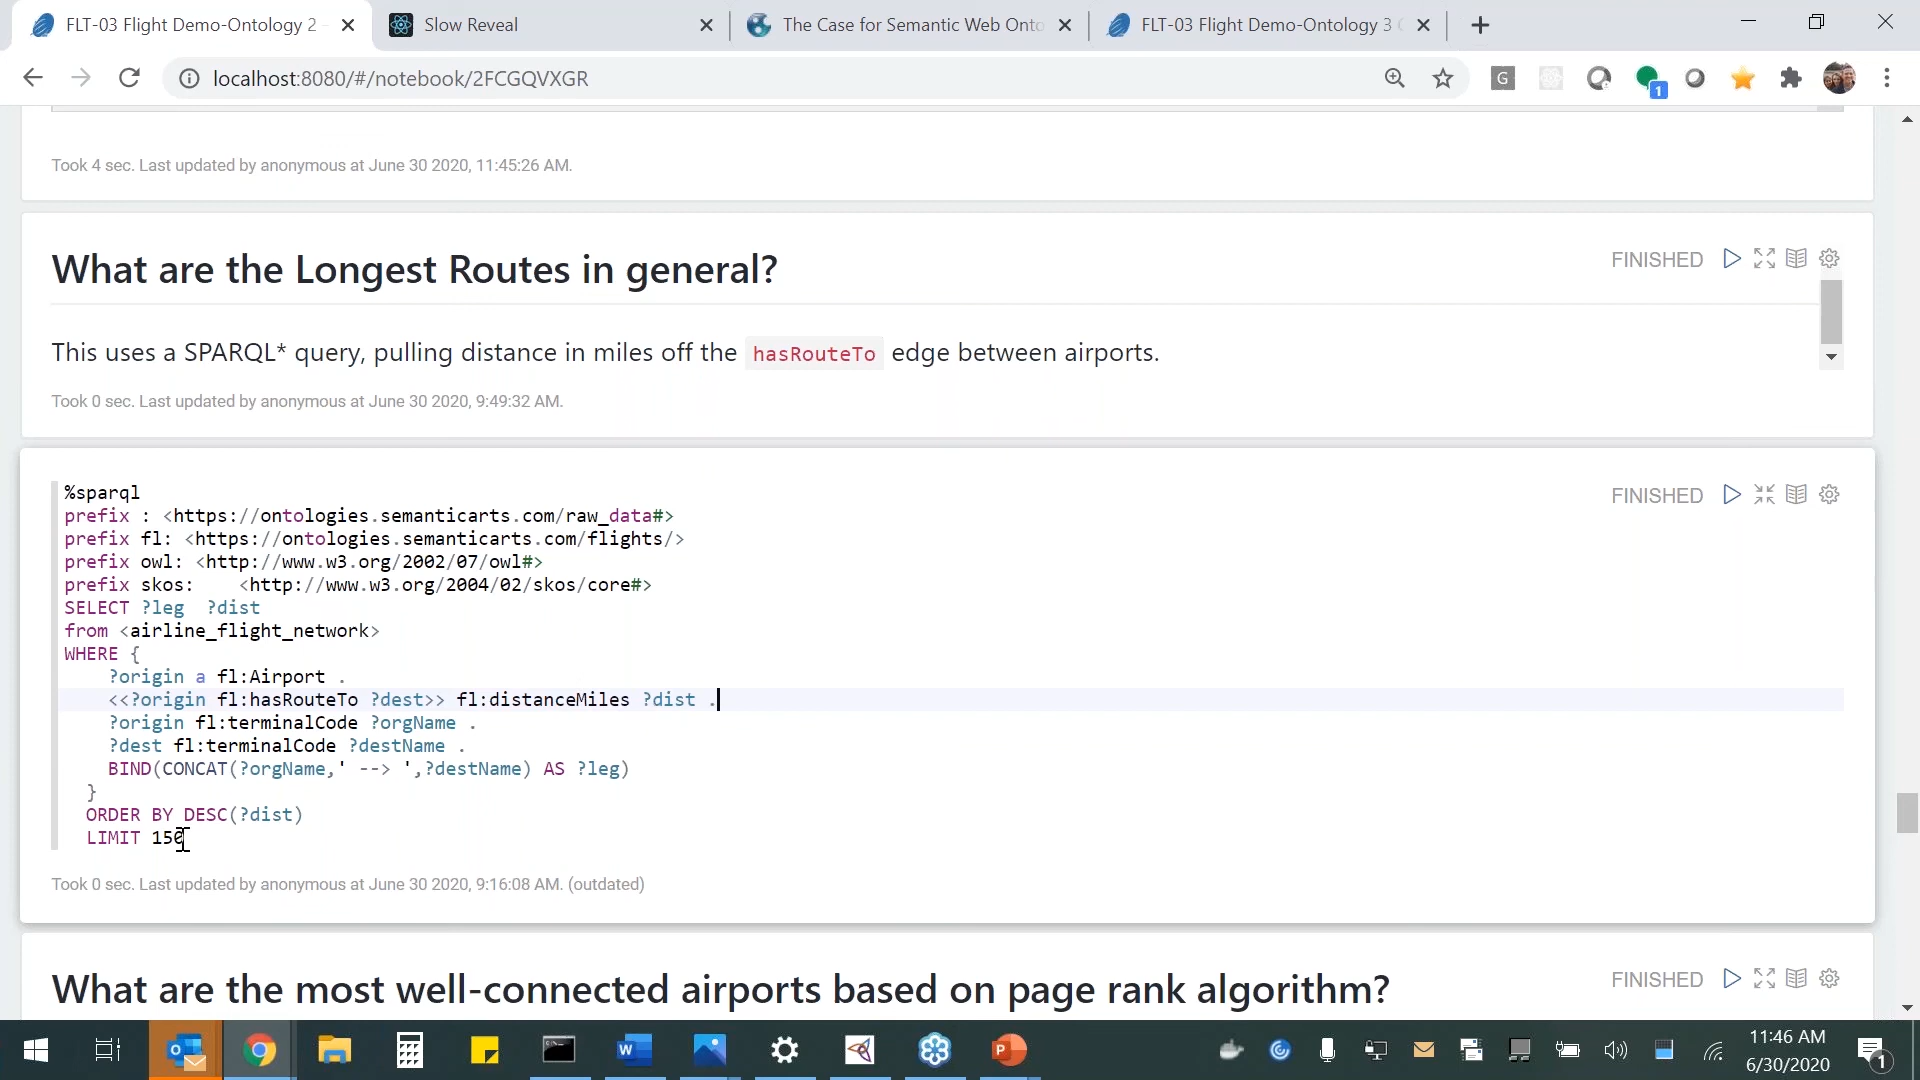 FLT-03 Flight Demo-Ontology 2 -
Slow Reveal
The Case for Semantic Web Onto
FLT-03 Flight Demo-Ontology 3 C
localhost:8080/#/notebook/2FCGQVXGR
G
1
Took 4 sec. Last updated by anonymous at June 30 2020, 11:45:26 AM.
What are the Longest Routes in general?
FINISHED
This uses a SPARQL* query, pulling distance in miles off the hasRouteTo edge between airports.
Took 0 sec. Last updated by anonymous at June 30 2020, 9:49:32 AM.
FINISHED
%sparql
prefix : <https://ontologies.semanticarts.com/raw_data#>
prefix fl: <https://ontologies.semanticarts.com/flights/>
prefix owl: <http://www.w3.org/2002/07/owl#>
prefix skos:    <http://www.w3.org/2004/02/skos/core#>
SELECT ?leg  ?dist
from <airline_flight_network>
WHERE {
    ?origin a fl:Airport .
    <<?origin fl:hasRouteTo ?dest>> fl:distanceMiles ?dist .
    ?origin fl:terminalCode ?orgName .
    ?dest fl:terminalCode ?destName .
    BIND(CONCAT(?orgName,' --> ',?destName) AS ?leg)
  }
  ORDER BY DESC(?dist)
  LIMIT 150
Took 0 sec. Last updated by anonymous at June 30 2020, 9:16:08 AM. (outdated)
What are the most well-connected airports based on page rank algorithm?
FINISHED
W
P
11:46 AM
6/30/2020
1